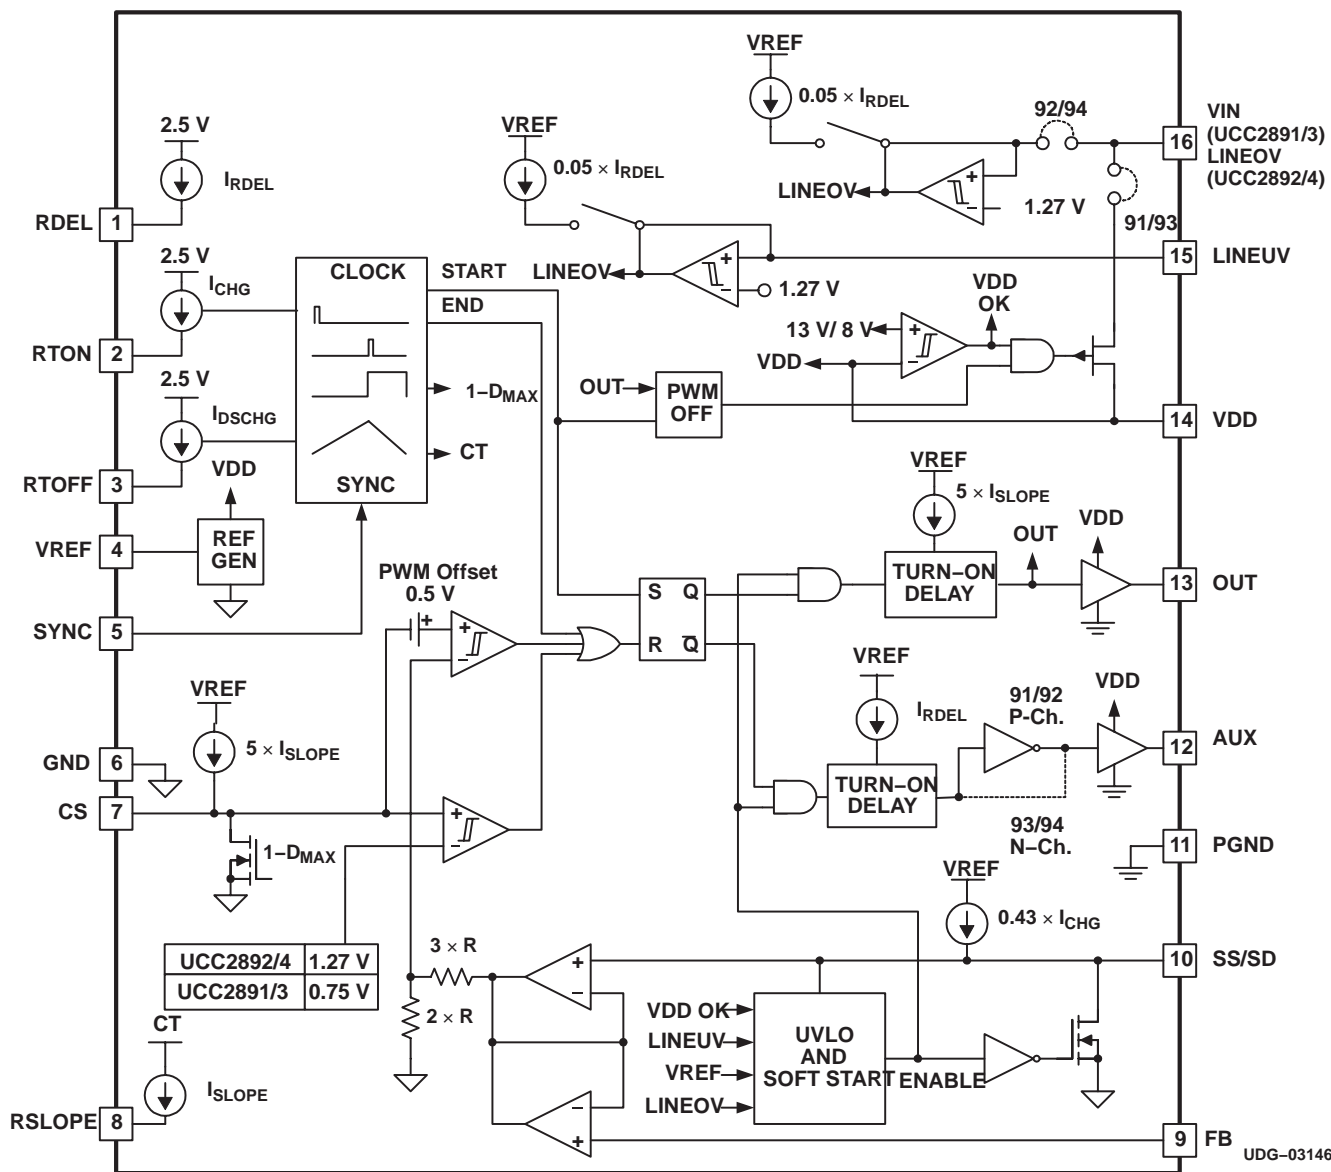 VREF
0.05 × IRDEL
92/94
16
VIN
(UCC2891/3)
LINEOV
(UCC2892/4)
LINEOV
+
−
1.27 V
91/93
2.5 V
IRDEL
RDEL
1
VREF
0.05 × IRDEL
LINEOV
+
−
1.27 V
15
LINEUV
2.5 V
ICHG
RTON
2
CLOCK
START
END
1−DMAX
CT
SYNC
2.5 V
IDSCHG
RTOFF
3
VDD
OK
13 V/ 8 V
+
−
VDD
OUT
PWM
OFF
14
VDD
VDD
REF
GEN
VREF
4
SYNC
5
PWM Offset
0.5 V
+
+
−
S
Q
R
Q̅
VREF
5 × ISLOPE
TURN−ON
DELAY
OUT
VDD
13
OUT
VREF
IRDEL
TURN−ON
DELAY
91/92
P-Ch.
VDD
12
AUX
93/94
N−Ch.
11
PGND
VREF
5 × ISLOPE
GND
6
CS
7
1−DMAX
+
−
UCC2892/4
1.27 V
UCC2891/3
0.75 V
3 × R
2 × R
+
−
−
+
VREF
0.43 × ICHG
10
SS/SD
VDD OK
LINEUV
VREF
LINEOV
UVLO
AND
SOFT START
ENABLE
CT
ISLOPE
RSLOPE
8
9
FB
UDG−03146